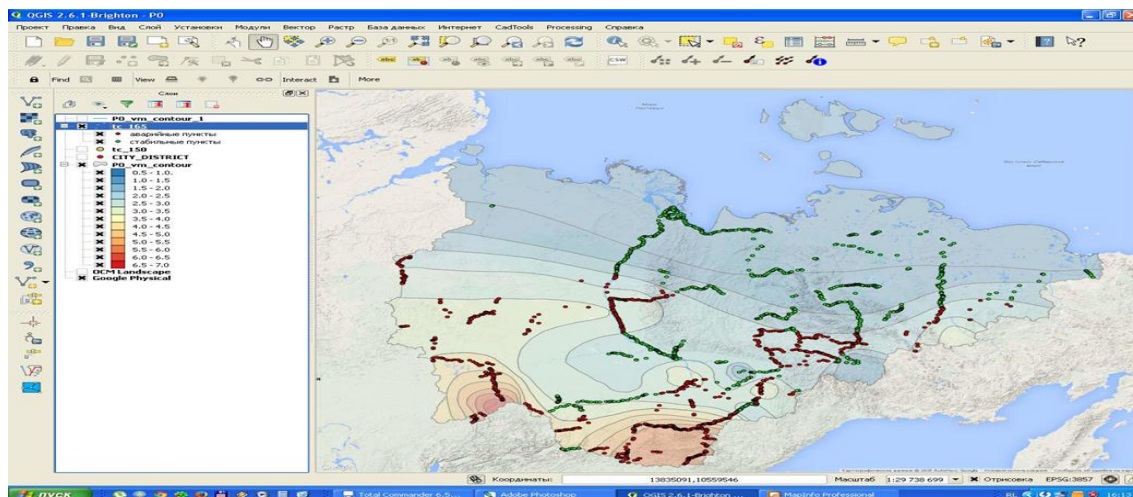 QGIS 2.6.1-Brighton - P0
Проект Правка Вид Слой Установки Модули Вектор Растр База данных Интернет CadTools Processing Справка
Find View Interact More
Слои
P0_vm_contour_1
tc_165
аварийные пункты
стабильные пункты
tc_150
CITY_DISTRICT
P0_vm_contour
0.5 - 1.0
1.0 - 1.5
1.5 - 2.0
2.0 - 2.5
2.5 - 3.0
3.0 - 3.5
3.5 - 4.0
4.0 - 4.5
4.5 - 5.0
5.0 - 5.5
5.5 - 6.0
6.0 - 6.5
6.5 - 7.0
OCM Landscape
Google Physical
Координаты: 13835091,10559546 Масштаб 1:29 738 699 Отрисовка EPSG:3857
пуск Total Commander 6.5... Adobe Photoshop QGIS 2.6.1-Brighton ... MapInfo Professional